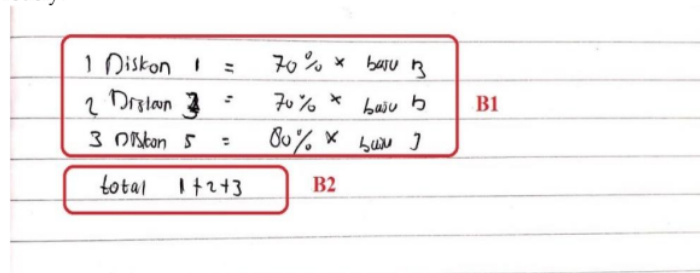 1 Diskon 1 = 70% × baju B
2 Diskon 3 = 70% × baju b
3 Diskon 5 = 80% × baju J
B1
total 1+2+3
B2